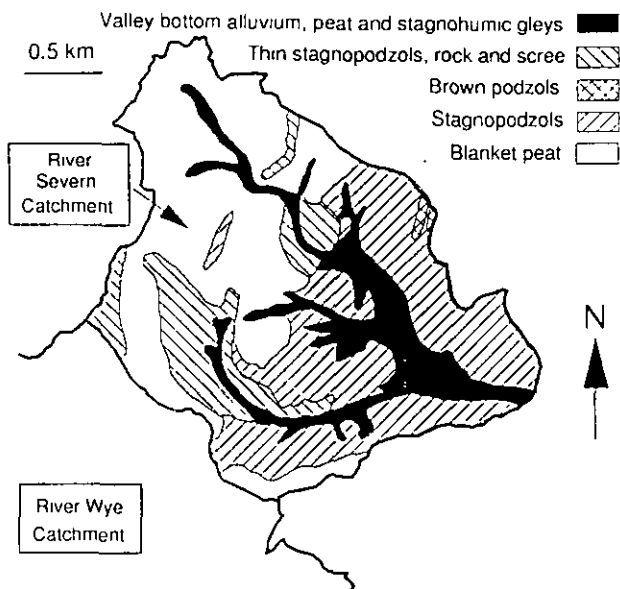 Valley bottom alluvium, peat and stagnohumic gleys
0.5 km
Thin stagnopodzols, rock and scree
Brown podzols
Stagnopodzols
Blanket peat
River
Severn
Catchment
N
River Wye
Catchment